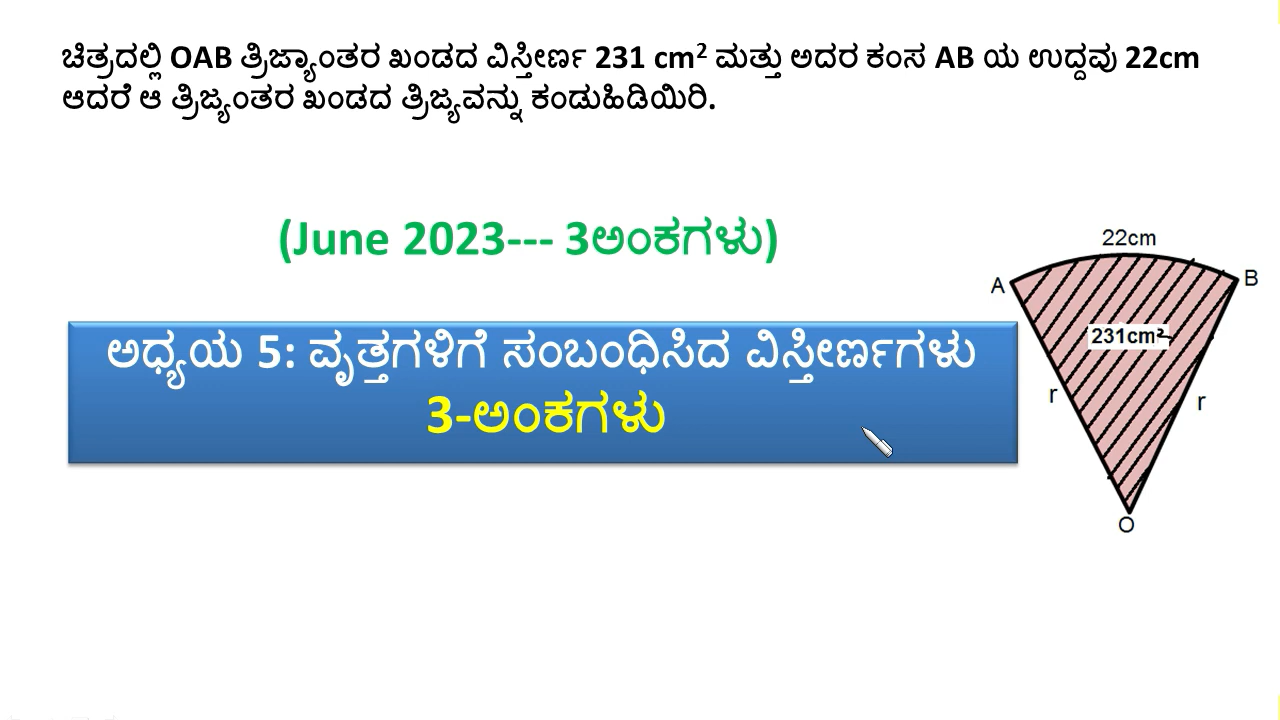 ಚಿತ್ರದಲ್ಲಿ OAB ತ್ರಿಜ್ಯಾಂತರ ಖಂಡದ ವಿಸ್ತೀರ್ಣ 231 cm² ಮತ್ತು ಅದರ ಕಂಸ AB ಯ ಉದ್ದವು 22cm
ಆದರೆ ಆ ತ್ರಿಜ್ಯಂತರ ಖಂಡದ ತ್ರಿಜ್ಯವನ್ನು ಕಂಡುಹಿಡಿಯಿರಿ.
(June 2023--- 3ಅಂಕಗಳು)
ಅಧ್ಯಯ 5: ವೃತ್ತಗಳಿಗೆ ಸಂಬಂಧಿಸಿದ ವಿಸ್ತೀರ್ಣಗಳು
3-ಅಂಕಗಳು
22cm
A
B
231cm²
r
r
O